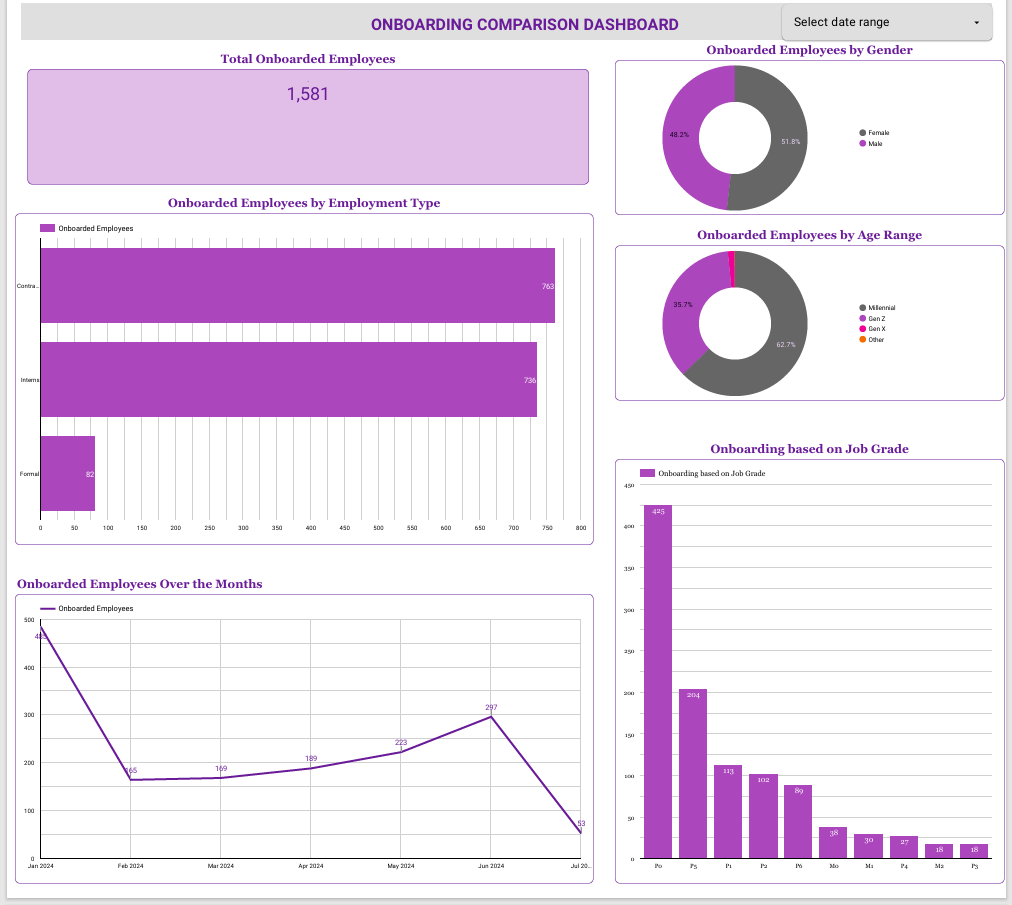 ONBOARDING COMPARISON DASHBOARD
Select date range
Total Onboarded Employees
1,581
Onboarded Employees by Employment Type
Onboarded Employees
Contra...
763
Interns
736
Formal
82
0 50 100 150 200 250 300 350 400 450 500 550 600 650 700 750 800
Onboarded Employees Over the Months
Onboarded Employees
500
400
300
200
100
0
165
169
189
223
297
53
Jan 2024 Feb 2024 Mar 2024 Apr 2024 May 2024 Jun 2024 Jul 20...
Onboarded Employees by Gender
48.2%
51.8%
Female
Male
Onboarded Employees by Age Range
35.7%
62.7%
Millennial
Gen Z
Gen X
Other
Onboarding based on Job Grade
Onboarding based on Job Grade
450
400
350
300
250
200
150
100
50
0
425
204
113
102
89
38
30
27
18
18
P0 P5 P1 P2 P6 M0 M1 P4 M2 P3